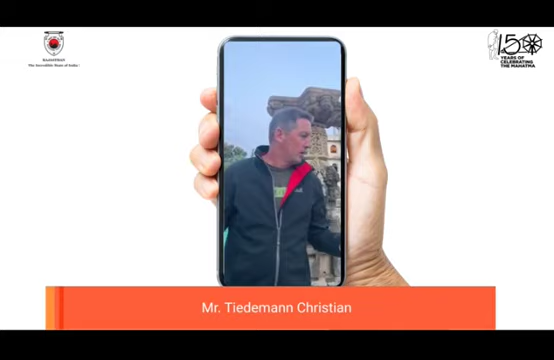 RAJASTHAN
The Incredible State of India !
150
YEARS OF
CELEBRATING
THE MAHATMA
Mr. Tiedemann Christian